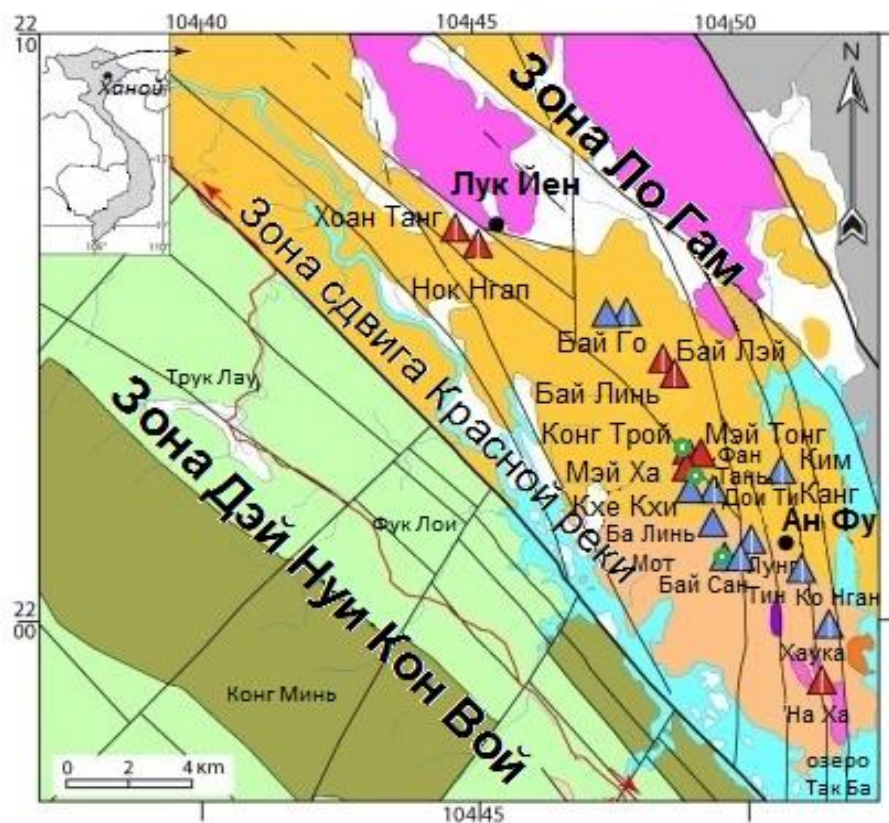 104 40
104 45
104 50
22
10
Ханой
N
Зона Ло Гам
Лук Йен
Хоан Танг
Нок Нгап
Зона сдвига Красной реки
Бай Го
Бай Лэй
Бай Линь
Трук Лау
Зона Дэй Нуи Кон Вой
Конг Трой
Мэй Тонг
Фан
Ким
Мэй Ха
Тань
Кхе Кхи
Дои Ти
Канг
Фук Лои
Ба Линь
Ан Фу
Мот
Лунг
Бай Сан
Тин
Ко Нган
22
00
Хаука
Конг Минь
На Ха
0 2 4 км
озеро
Так Ба
104 45
104 50